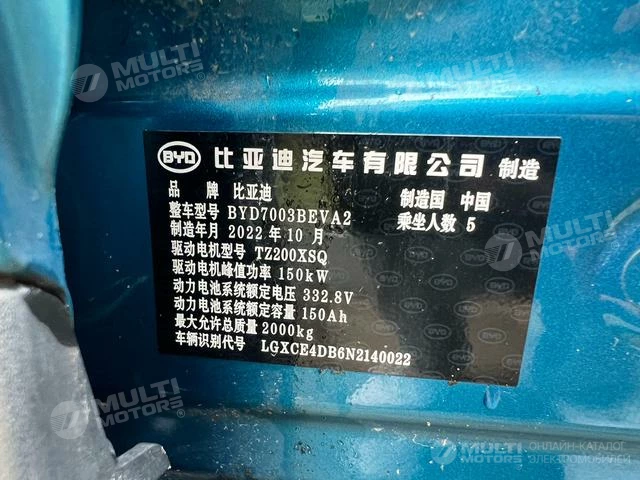 MULTI MOTORS
MULTI MOTORS
BYD 比亚迪汽车有限公司 制造
品 牌 比亚迪 制造国 中国
整车型号 BYD7003BEVA2 乘坐人数 5
制造年月 2022 年 10 月
驱动电机型号 TZ200XSQ
驱动电机峰值功率 150kW
动力电池系统额定电压 332.8V
动力电池系统额定容量 150Ah
最大允许总质量 2000kg
车辆识别代号 LGXCE4DB6N2140022
MULTI MOTORS
MULTI MOTORS
MULTI MOTORS ОНЛАЙН-КАТАЛОГ
ЭЛЕКТРОМОБИЛЕЙ